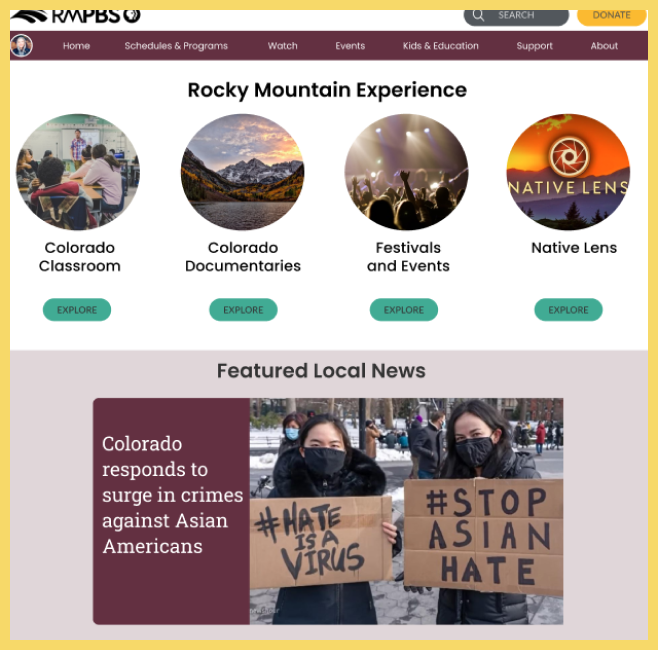 RMPBS
SEARCH
DONATE
Home
Schedules & Programs
Watch
Events
Kids & Education
Support
About
Rocky Mountain Experience
NATIVE LENS
Colorado
Classroom
Colorado
Documentaries
Festivals
and Events
Native Lens
EXPLORE
EXPLORE
EXPLORE
EXPLORE
Featured Local News
Colorado
responds to
surge in crimes
against Asian
Americans
#HATE
IS A
VIRUS
#STOP
ASIAN
HATE